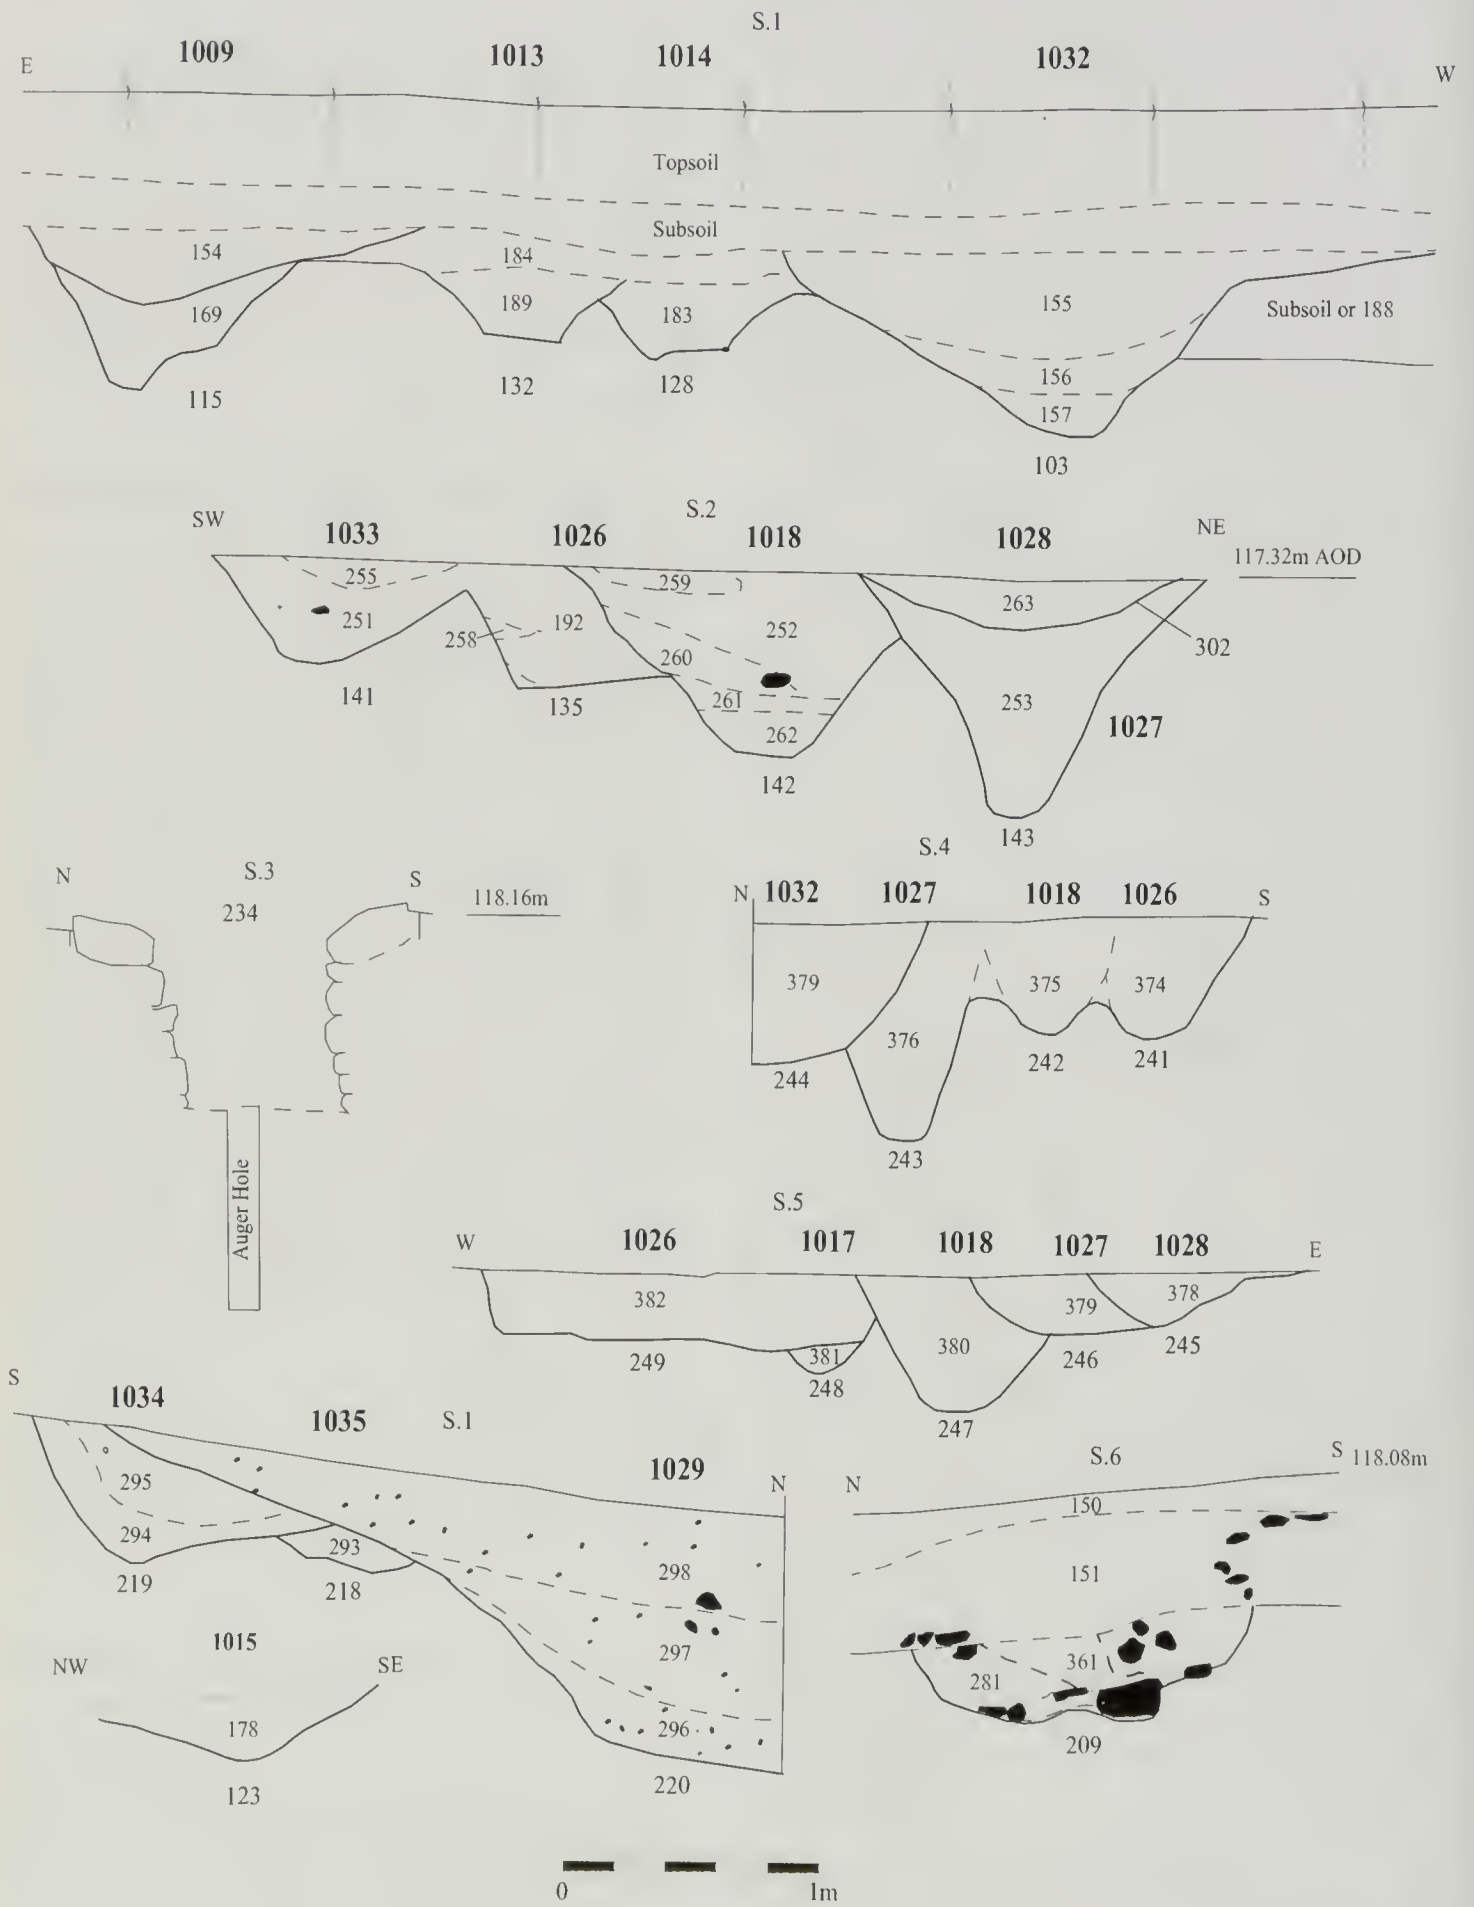 S.1
1009 1013 1014 1032
E W
Topsoil
Subsoil
154 184
169 189 183 155 Subsoil or 188
156
157
115 132 128
103
S.2
SW 1033 1026 1018 1028 NE
117.32m AOD
255 259 263
251 192 252 302
258 260
261 253
262
141 135 1027
142
143
S.3
N S
234 118.16m
Auger Hole
S.4
N 1032 1027 1018 1026 S
379 375 374
376
244 242 241
243
S.5
W 1026 1017 1018 1027 1028 E
382 379 378
381 380
249 248 246 245
247
S 1034 1035 S.1
1029 N
295
294 293 298
219 218
297
296
220
1015
NW SE
178
123
S.6
N S 118.08m
150
151
281 361
209
0 1m